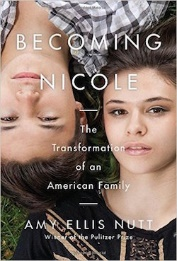 BECOMING
NICOLE
The
Transformation
of an
American Family
AMY ELLIS NUTT
Winner of the Pulitzer Prize